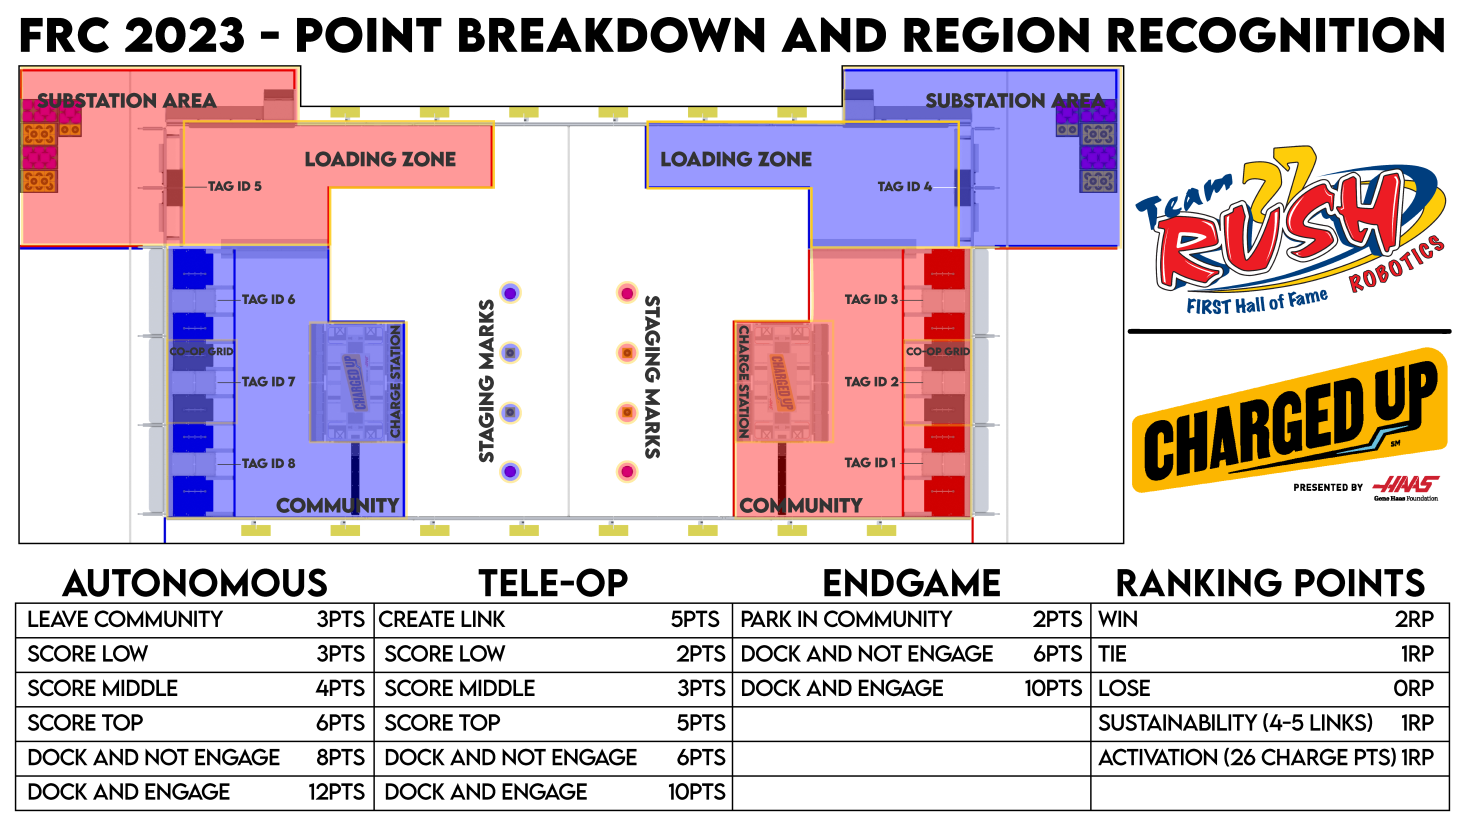 FRC 2023 - POINT BREAKDOWN AND REGION RECOGNITION
SUBSTATION AREA
SUBSTATION AREA
LOADING ZONE
LOADING ZONE
TAG ID 5
TAG ID 4
TAG ID 6
CO-OP GRID
TAG ID 7
TAG ID 8
CHARGED UP
CHARGE STATION
COMMUNITY
STAGING MARKS
STAGING MARKS
CHARGE STATION
CHARGED UP
TAG ID 3
CO-OP GRID
TAG ID 2
TAG ID 1
COMMUNITY
Team
27
RUSH
ROBOTICS
FIRST Hall of Fame
CHARGED UP
SM
PRESENTED BY HAAS
Gene Haas Foundation
AUTONOMOUS
LEAVE COMMUNITY 3PTS
SCORE LOW 3PTS
SCORE MIDDLE 4PTS
SCORE TOP 6PTS
DOCK AND NOT ENGAGE 8PTS
DOCK AND ENGAGE 12PTS
TELE-OP
CREATE LINK 5PTS
SCORE LOW 2PTS
SCORE MIDDLE 3PTS
SCORE TOP 5PTS
DOCK AND NOT ENGAGE 6PTS
DOCK AND ENGAGE 10PTS
ENDGAME
PARK IN COMMUNITY 2PTS
DOCK AND NOT ENGAGE 6PTS
DOCK AND ENGAGE 10PTS
RANKING POINTS
WIN 2RP
TIE 1RP
LOSE 0RP
SUSTAINABILITY (4-5 LINKS) 1RP
ACTIVATION (26 CHARGE PTS) 1RP